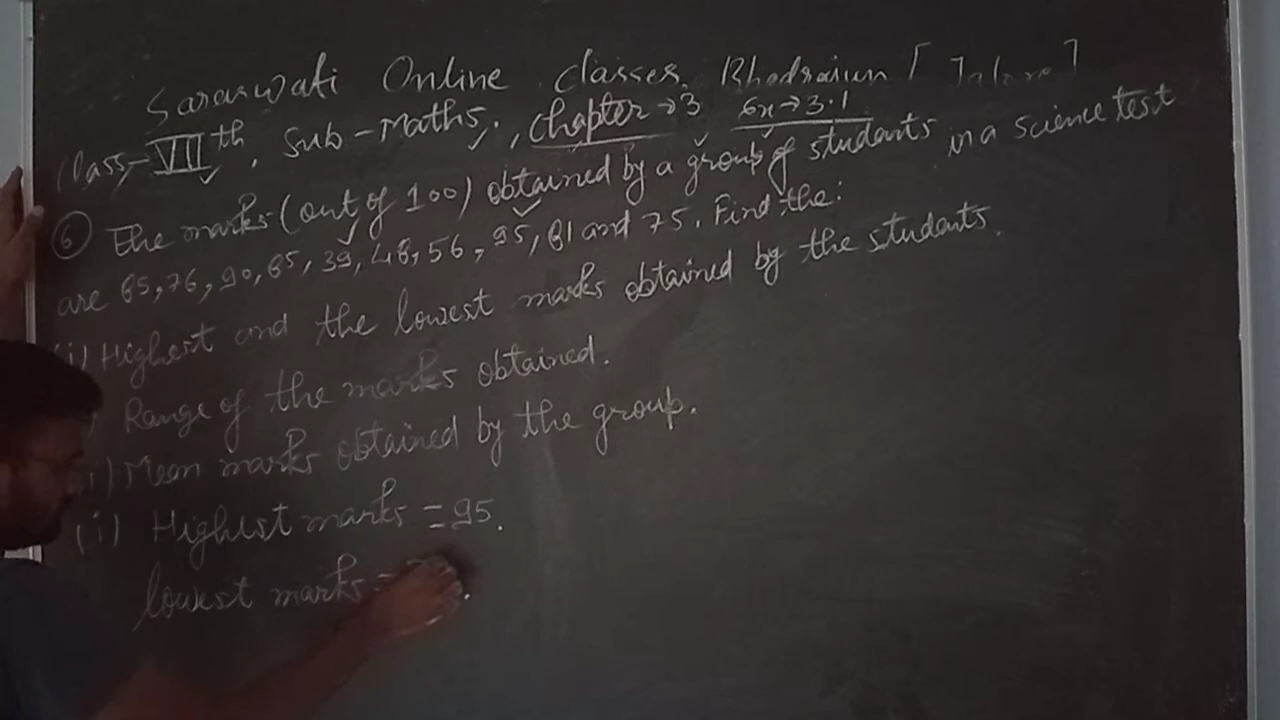 Saraswati Online Classes, Bhadrajun [Jalore]
Class-VIIth, Sub-Maths, Chapter→3 Ex→3.1
6 The marks (out of 100) obtained by a group of students in a science test
are 85, 76, 90, 85, 39, 48, 56, 95, 81 and 75. Find the:
(i) Highest and the lowest marks obtained by the students.
) Range of the marks obtained.
i) Mean marks obtained by the group.
(i) Highest marks = 95.
lowest marks =